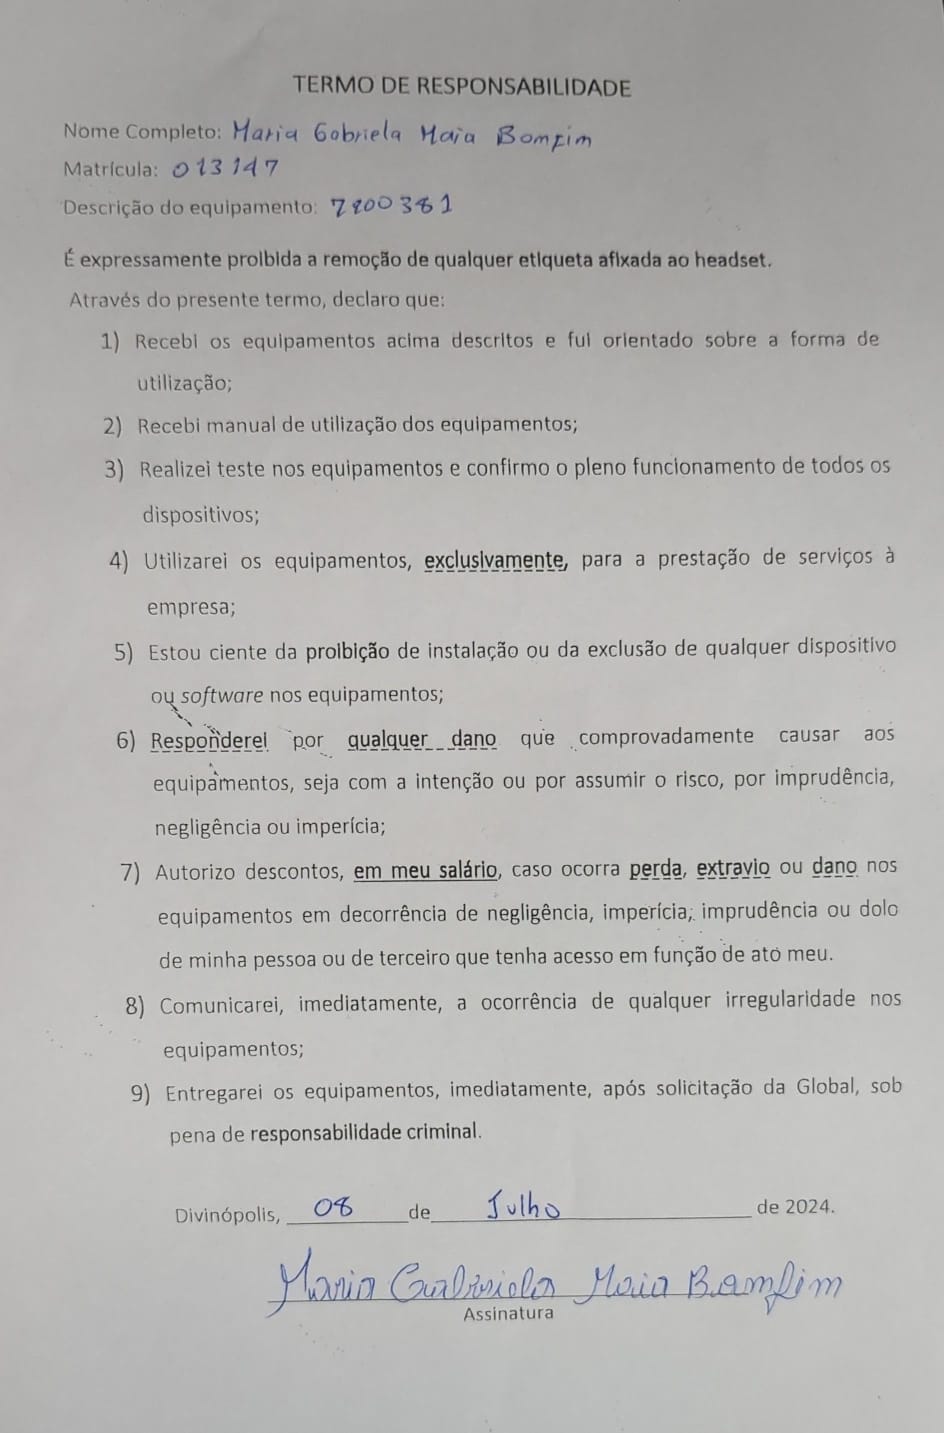 TERMO DE RESPONSABILIDADE
Nome Completo: Maria Gabriela Maia Bomfim
Matrícula: 013147
Descrição do equipamento: 7200381
É expressamente proibida a remoção de qualquer etiqueta afixada ao headset.
Através do presente termo, declaro que:
1) Recebi os equipamentos acima descritos e fui orientado sobre a forma de
utilização;
2) Recebi manual de utilização dos equipamentos;
3) Realizei teste nos equipamentos e confirmo o pleno funcionamento de todos os
dispositivos;
4) Utilizarei os equipamentos, exclusivamente, para a prestação de serviços à
empresa;
5) Estou ciente da proibição de instalação ou da exclusão de qualquer dispositivo
ou software nos equipamentos;
6) Responderei por qualquer dano que comprovadamente causar aos
equipamentos, seja com a intenção ou por assumir o risco, por imprudência,
negligência ou imperícia;
7) Autorizo descontos, em meu salário, caso ocorra perda, extravio ou dano nos
equipamentos em decorrência de negligência, imperícia, imprudência ou dolo
de minha pessoa ou de terceiro que tenha acesso em função de ato meu.
8) Comunicarei, imediatamente, a ocorrência de qualquer irregularidade nos
equipamentos;
9) Entregarei os equipamentos, imediatamente, após solicitação da Global, sob
pena de responsabilidade criminal.
Divinópolis, 08 de Julho de 2024.
Maria Gabriela Maia Bomfim
Assinatura